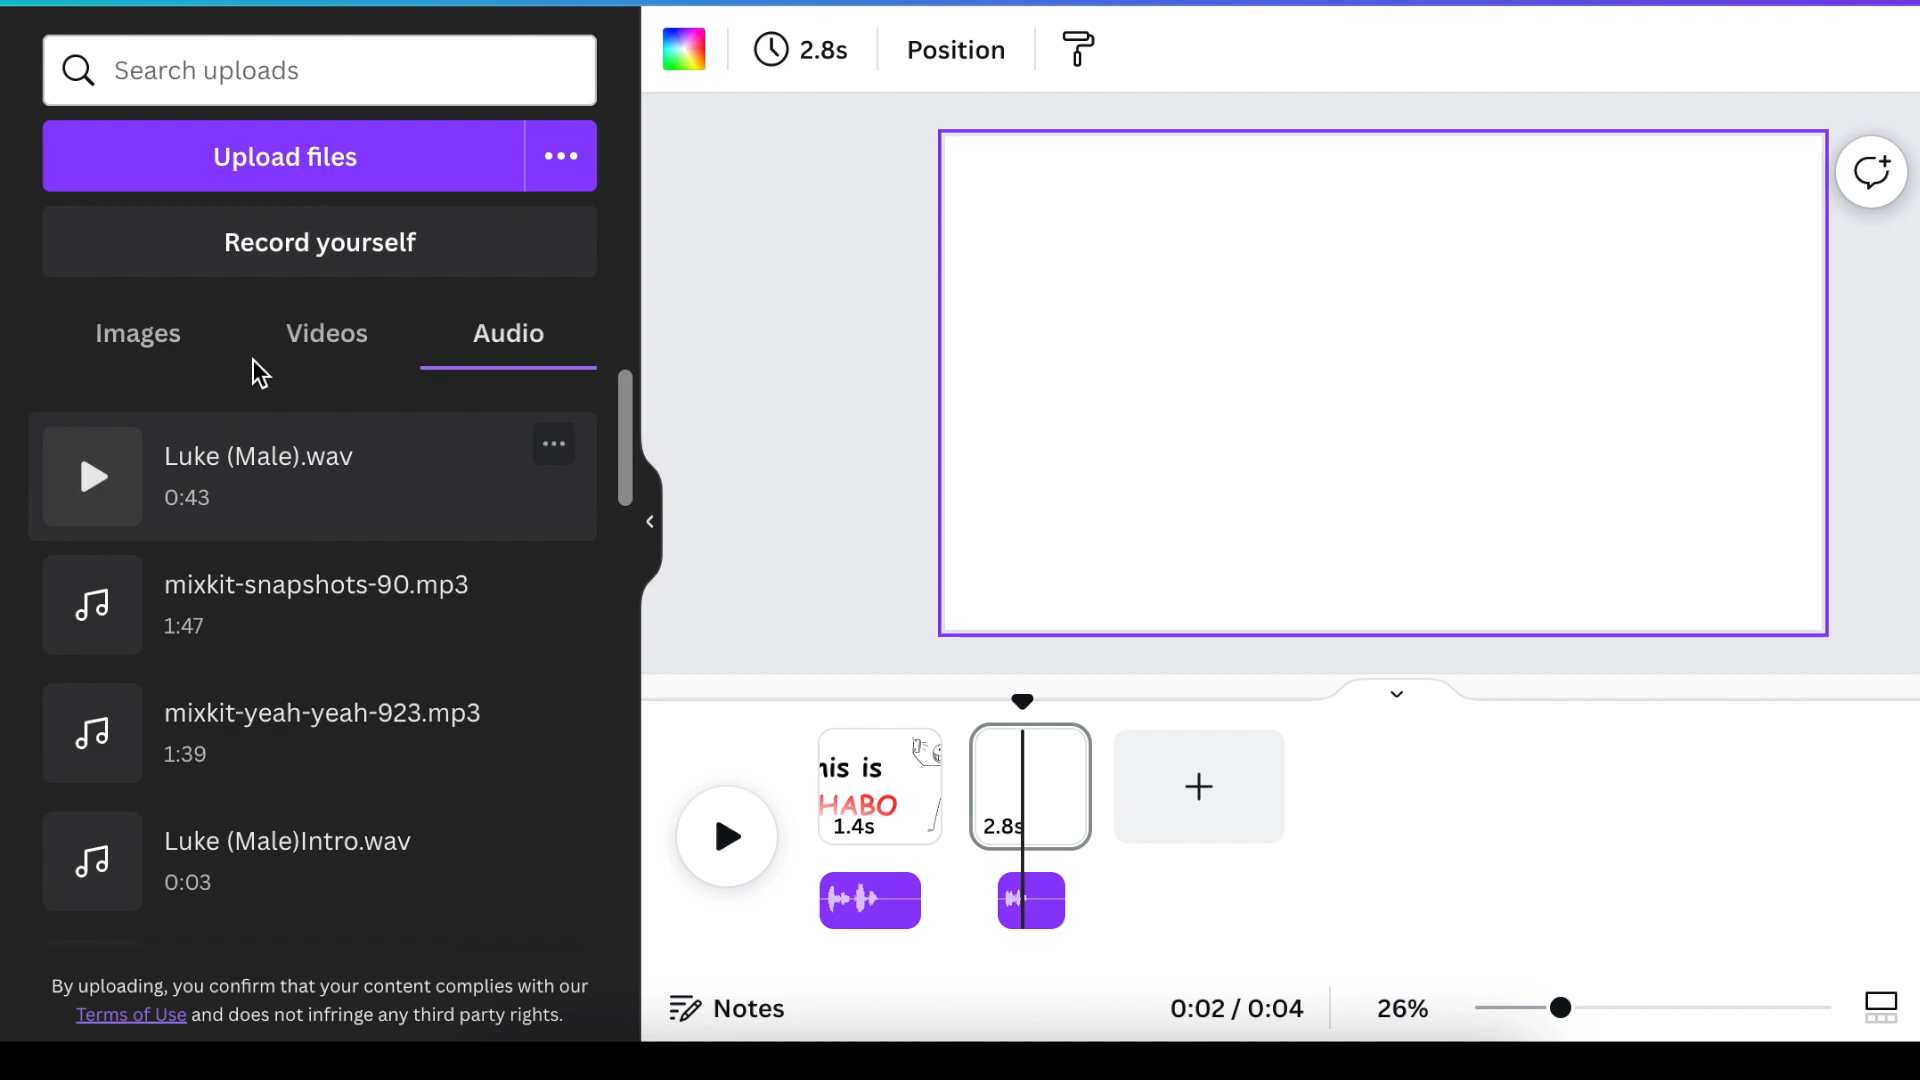 Search uploads
Upload files
Record yourself
Images
Videos
Audio
Luke (Male).wav
0:43
mixkit-snapshots-90.mp3
1:47
mixkit-yeah-yeah-923.mp3
1:39
Luke (Male)Intro.wav
0:03
By uploading, you confirm that your content complies with our
Terms of Use and does not infringe any third party rights.
2.8s
Position
his is
HABO
1.4s
2.8s
Notes
0:02 / 0:04
26%